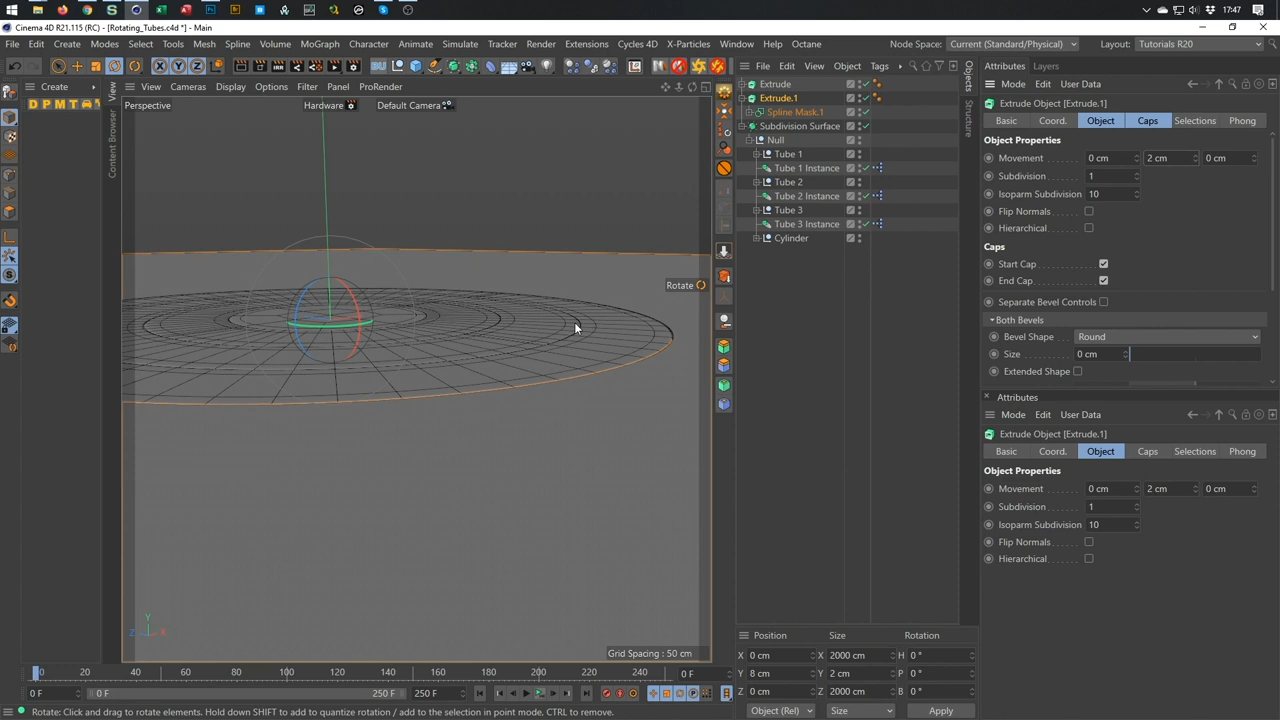 17:47
Cinema 4D R21.115 (RC) - [Rotating_Tubes.c4d *] - Main
File Edit Create Modes Select Tools Mesh Spline Volume MoGraph Character Animate Simulate Tracker Render Extensions Cycles 4D X-Particles Window Help Octane Node Space: Current (Standard/Physical) Layout: Tutorials R20
File Edit View Object Tags
Attributes Layers
Create
View Cameras Display Options Filter Panel ProRender
Mode Edit User Data
D P M T
Perspective
Hardware
Default Camera
View
Content Browser
Objects
Structure
Extrude
Extrude.1
Spline Mask.1
Subdivision Surface
Null
Tube 1
Tube 1 Instance
Tube 2
Tube 2 Instance
Tube 3
Tube 3 Instance
Cylinder
Extrude Object [Extrude.1]
Basic Coord. Object Caps Selections Phong
Object Properties
Movement 0 cm 2 cm 0 cm
Subdivision 1
Isoparm Subdivision 10
Flip Normals
Hierarchical
Caps
Start Cap
End Cap
Separate Bevel Controls
Both Bevels
Bevel Shape Round
Size 0 cm
Extended Shape
Rotate
Attributes
Mode Edit User Data
Extrude Object [Extrude.1]
Basic Coord. Object Caps Selections Phong
Object Properties
Movement 0 cm 2 cm 0 cm
Subdivision 1
Isoparm Subdivision 10
Flip Normals
Hierarchical
Y
Z X
Grid Spacing : 50 cm
0 20 40 60 80 100 120 140 160 180 200 220 240 0 F
0 F 0 F 250 F 250 F
Position Size Rotation
X 0 cm X 2000 cm H 0 °
Y 8 cm Y 2 cm P 0 °
Z 0 cm Z 2000 cm B 0 °
Object (Rel) Size Apply
Rotate: Click and drag to rotate elements. Hold down SHIFT to add to quantize rotation / add to the selection in point mode, CTRL to remove.